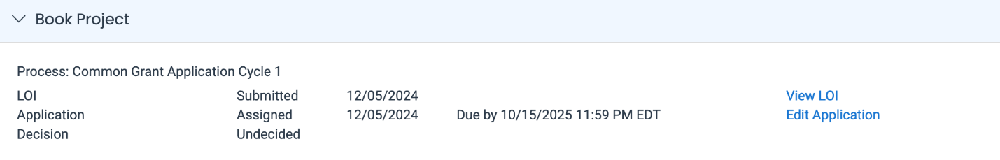 Book Project
Process: Common Grant Application Cycle 1
LOI Submitted 12/05/2024 View LOI
Application Assigned 12/05/2024 Due by 10/15/2025 11:59 PM EDT Edit Application
Decision Undecided